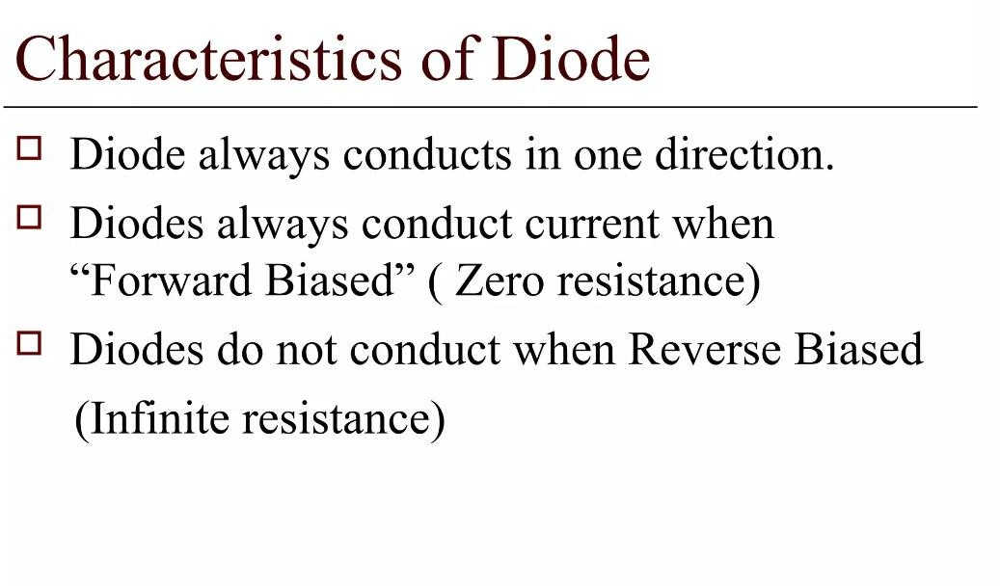 Characteristics of Diode
Diode always conducts in one direction.
Diodes always conduct current when
“Forward Biased” ( Zero resistance)
Diodes do not conduct when Reverse Biased
(Infinite resistance)